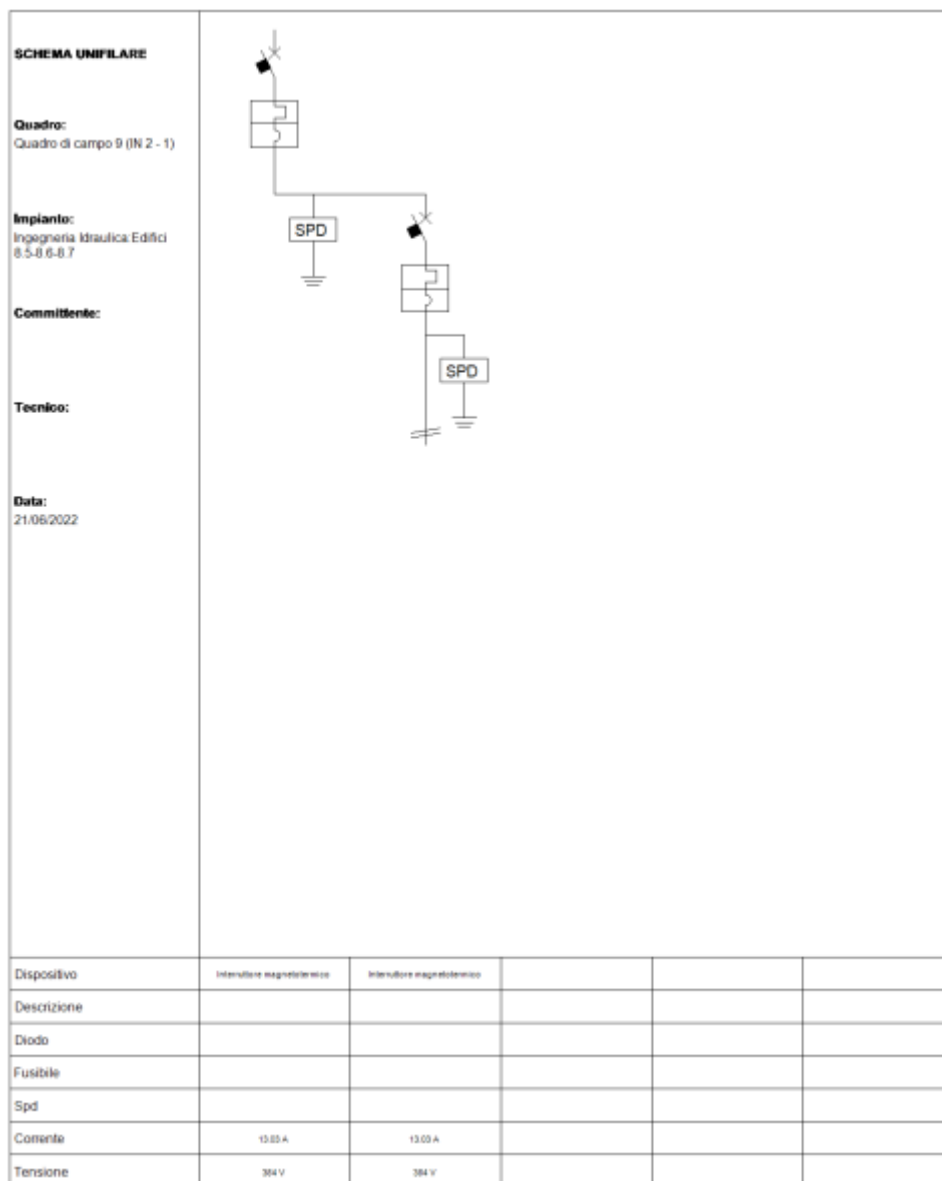 SCHEMA UNIFILARE
Quadro:
Quadro di campo 9 (IN 2 - 1)
Impianto:
Ingegneria Idraulica:Edifici
8.5-8.6-8.7
Committente:
Tecnico:
Data:
21/06/2022
SPD
SPD
Dispositivo Interruttore magnetotermico Interruttore magnetotermico
Descrizione
Diodo
Fusibile
Spd
Corrente 13.03 A 13.03 A
Tensione 384 V 384 V